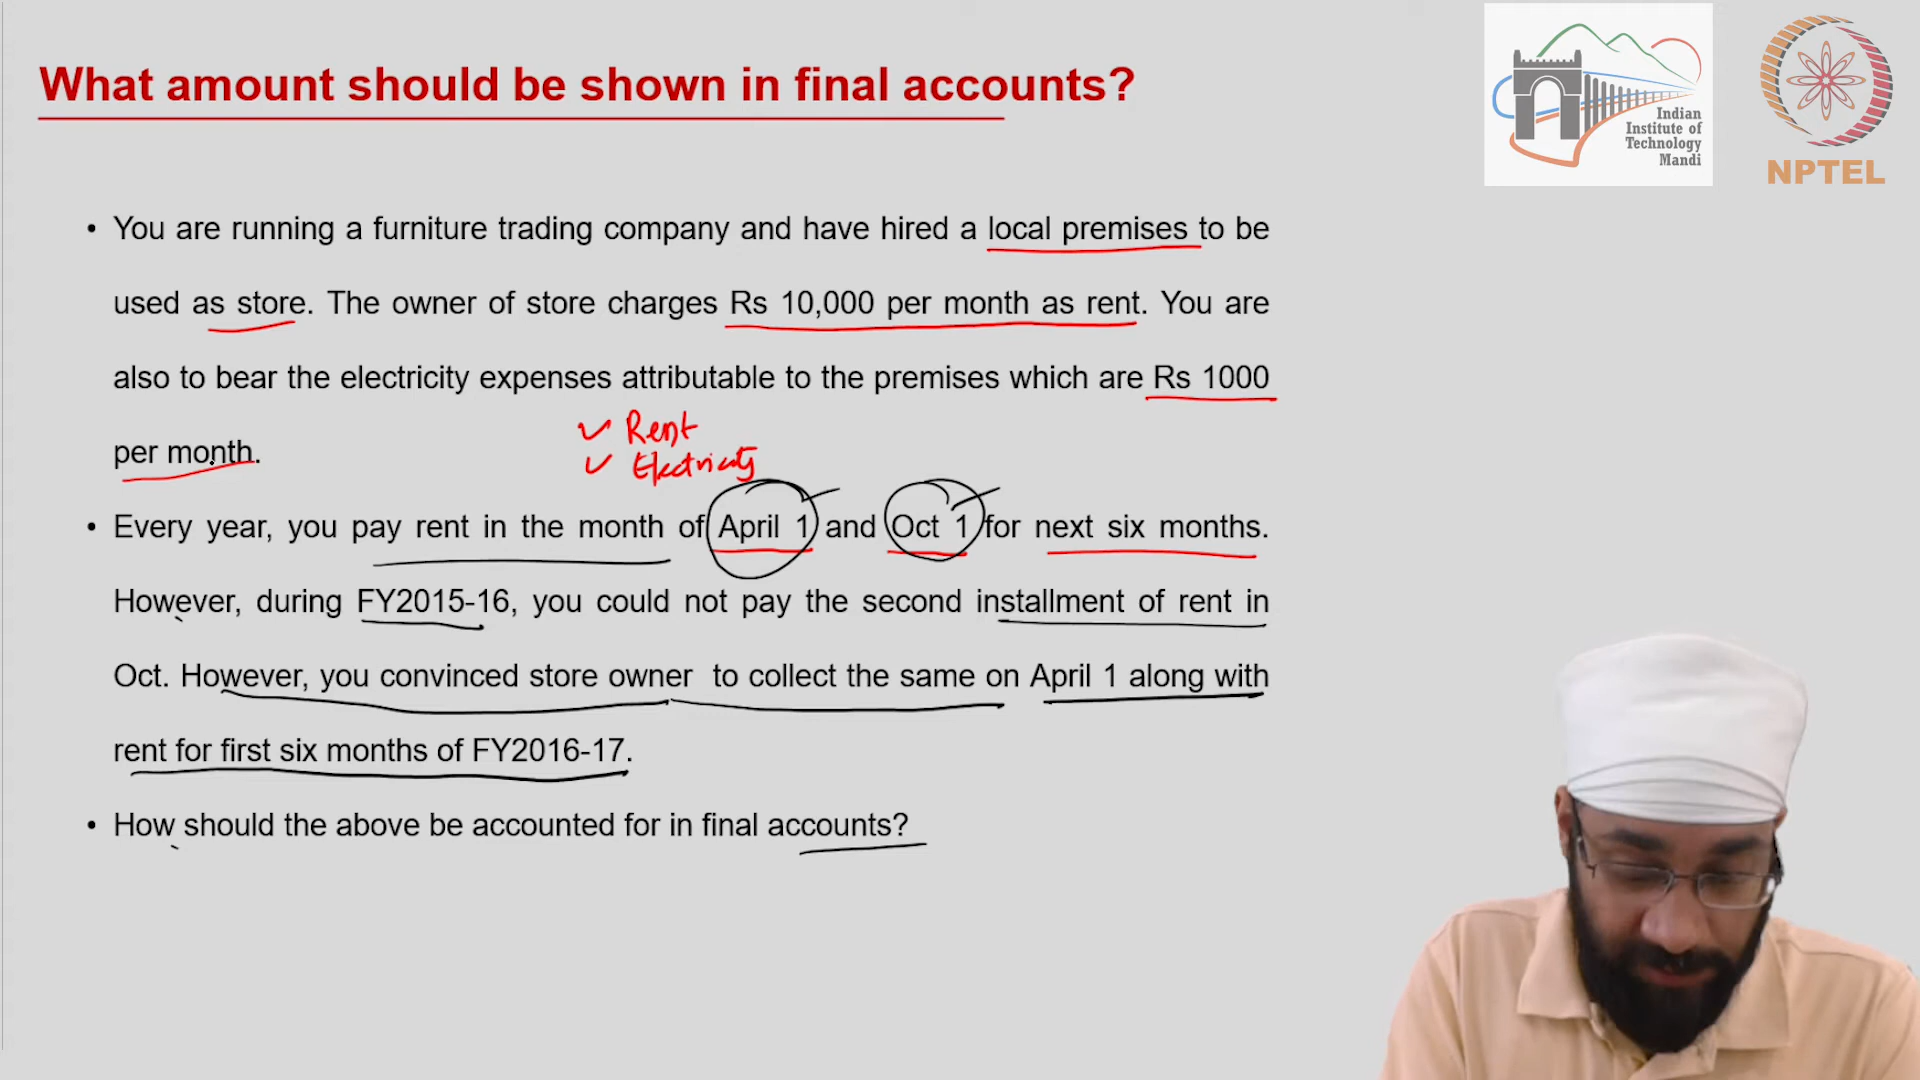 What amount should be shown in final accounts?
Indian
Institute of
Technology
Mandi
NPTEL
• You are running a furniture trading company and have hired a local premises to be
used as store. The owner of store charges Rs 10,000 per month as rent. You are
also to bear the electricity expenses attributable to the premises which are Rs 1000
per month.
Rent
Electricity
• Every year, you pay rent in the month of April 1 and Oct 1 for next six months.
However, during FY2015-16, you could not pay the second installment of rent in
Oct. However, you convinced store owner to collect the same on April 1 along with
rent for first six months of FY2016-17.
• How should the above be accounted for in final accounts?